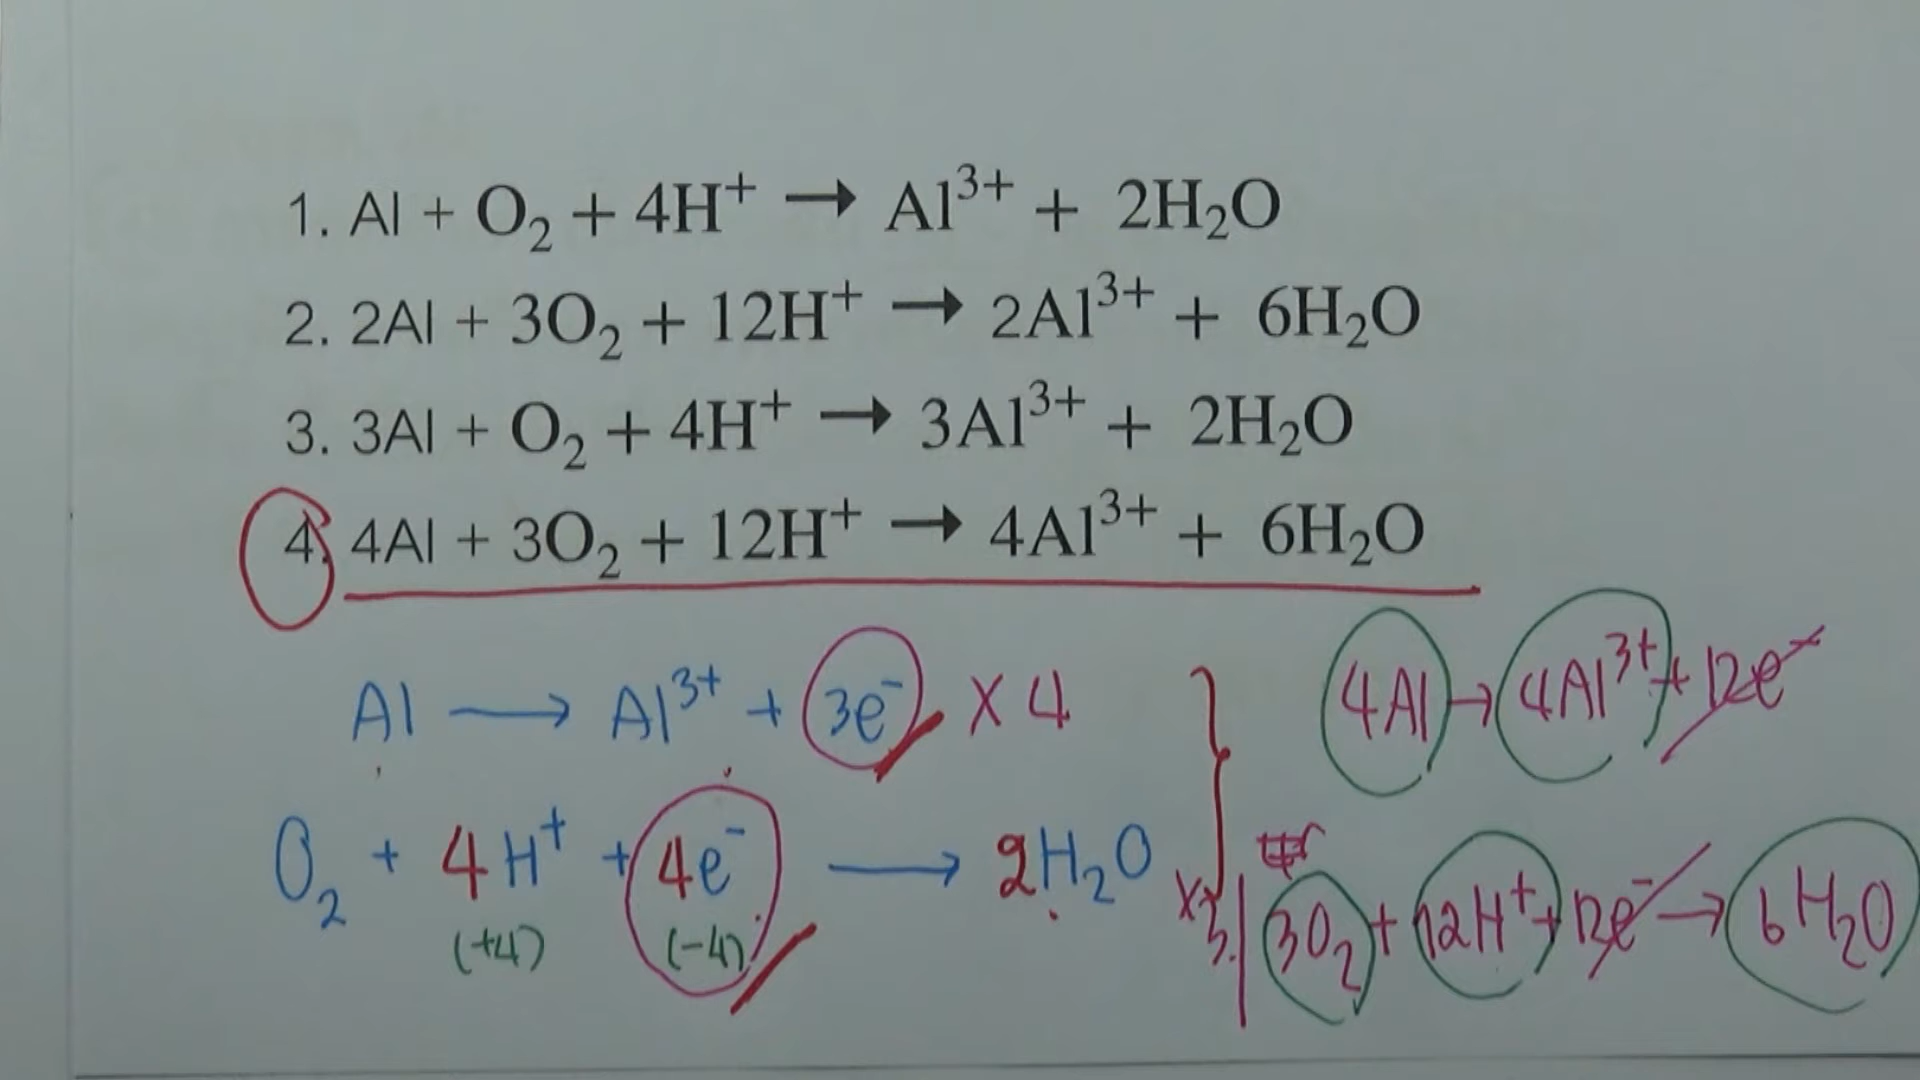 1. Al + O₂ + 4H⁺ → Al³⁺ + 2H₂O
2. 2Al + 3O₂ + 12H⁺ → 2Al³⁺ + 6H₂O
3. 3Al + O₂ + 4H⁺ → 3Al³⁺ + 2H₂O
4. 4Al + 3O₂ + 12H⁺ → 4Al³⁺ + 6H₂O
Al → Al³⁺ + 3e⁻ × 4
4Al → 4Al³⁺ + 12e⁻
O₂ + 4H⁺ + 4e⁻ → 2H₂O ×3
(+4) (-4)
3O₂ + 12H⁺ + 12e⁻ → 6H₂O